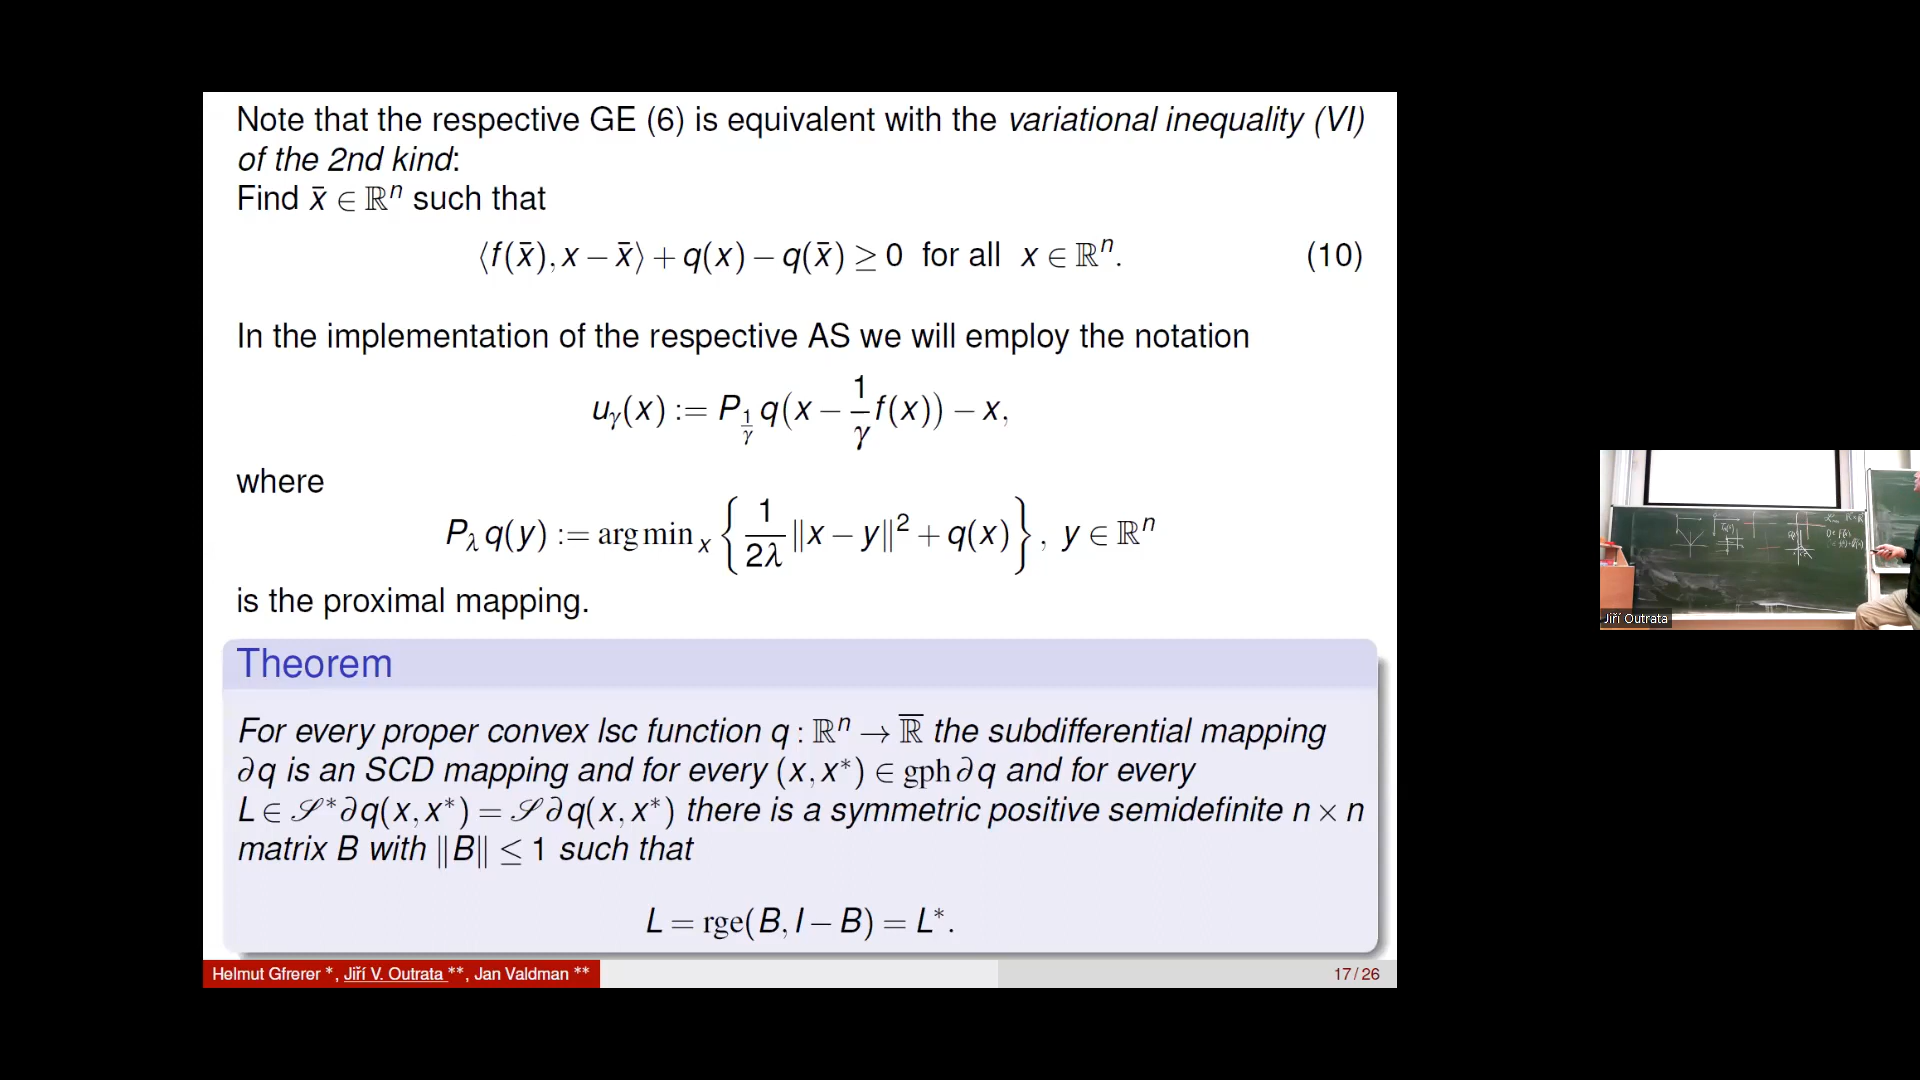 Note that the respective GE (6) is equivalent with the variational inequality (VI)
of the 2nd kind:
Find x̄ ∈ ℝⁿ such that
⟨f(x̄), x − x̄⟩ + q(x) − q(x̄) ≥ 0 for all x ∈ ℝⁿ. (10)
In the implementation of the respective AS we will employ the notation
u_γ(x) := P_{1/γ} q(x − (1/γ) f(x)) − x,
where
P_λ q(y) := arg min_x { (1/2λ) ‖x − y‖² + q(x) }, y ∈ ℝⁿ
is the proximal mapping.
Theorem
For every proper convex lsc function q : ℝⁿ → ℝ̅ the subdifferential mapping
∂q is an SCD mapping and for every (x, x*) ∈ gph ∂q and for every
L ∈ 𝒮*∂q(x, x*) = 𝒮∂q(x, x*) there is a symmetric positive semidefinite n × n
matrix B with ‖B‖ ≤ 1 such that
L = rge(B, I − B) = L*.
Helmut Gfrerer *, Jiří V. Outrata **, Jan Valdman ** 17 / 26
Jiří Outrata